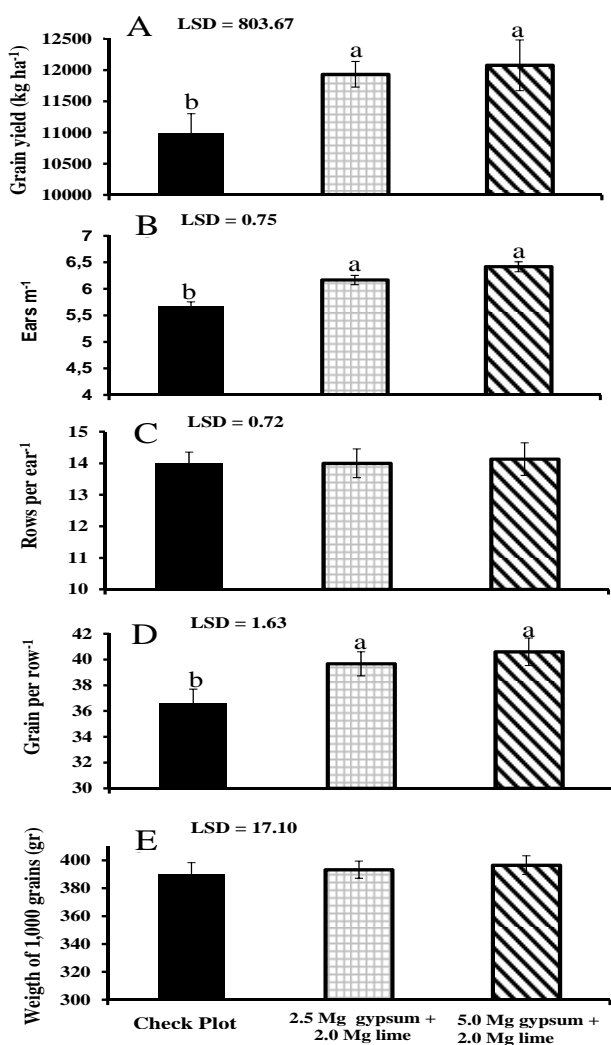 A LSD = 803.67
Grain yield (kg ha-1)
12500
12000
11500
11000
10500
10000
b
a
a
B LSD = 0.75
Ears m-1
7
6,5
6
5,5
5
4,5
4
b
a
a
C LSD = 0.72
Rows per ear-1
15
14
13
12
11
10
D LSD = 1.63
Grain per row-1
42
40
38
36
34
32
30
b
a
a
E LSD = 17.10
Weigth of 1,000 grains (gr)
400
380
360
340
320
300
Check Plot
2.5 Mg gypsum +
2.0 Mg lime
5.0 Mg gypsum +
2.0 Mg lime